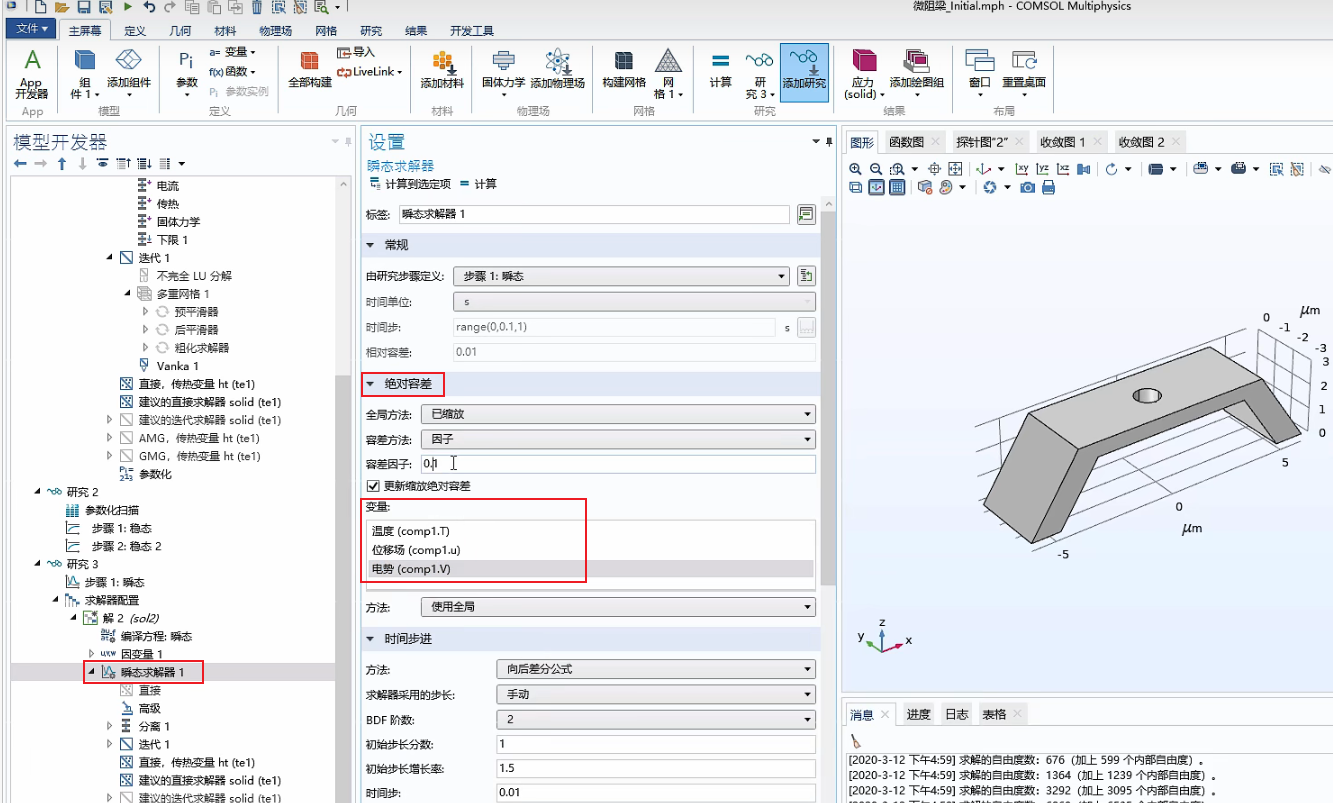 微阻梁_Initial.mph - COMSOL Multiphysics
文件 主屏幕 定义 几何 材料 物理场 网格 研究 结果 开发工具
App 开发器
组件 1
添加组件
Pi 参数
a= 变量
f(x) 函数
Pi 参数实例
全部构建
导入
LiveLink
添加材料
固体力学
添加物理场
构建网格
网格 1
计算
研究 3
添加研究
应力 (solid)
添加绘图组
窗口
重置桌面
App 模型 定义 几何 材料 物理场 网格 研究 结果 布局
模型开发器
电流
传热
固体力学
下限 1
迭代 1
不完全 LU 分解
多重网格 1
预平滑器
后平滑器
粗化求解器
Vanka 1
直接，传热变量 ht (te1)
建议的直接求解器 solid (te1)
建议的迭代求解器 solid (te1)
AMG，传热变量 ht (te1)
GMG，传热变量 ht (te1)
参数化
研究 2
参数化扫描
步骤 1: 稳态
步骤 2: 稳态 2
研究 3
步骤 1: 瞬态
求解器配置
解 2 (sol2)
编译方程: 瞬态
因变量 1
瞬态求解器 1
直接
高级
分离 1
迭代 1
直接，传热变量 ht (te1)
建议的直接求解器 solid (te1)
建议的迭代求解器 solid (te1)
设置
瞬态求解器
计算到选定项 = 计算
标签: 瞬态求解器 1
常规
由研究步骤定义: 步骤 1: 瞬态
时间单位: s
时间步: range(0,0.1,1) s
相对容差: 0.01
绝对容差
全局方法: 已缩放
容差方法: 因子
容差因子: 0.1
更新缩放绝对容差
变量:
温度 (comp1.T)
位移场 (comp1.u)
电势 (comp1.V)
方法: 使用全局
时间步进
方法: 向后差分公式
求解器采用的步长: 手动
BDF 阶数: 2
初始步长分数: 1
初始步长增长率: 1.5
时间步: 0.01
图形 函数图 探针图"2" 收敛图 1 收敛图 2
xy yz xz
0 μm
-1
-2
-3
3
2
1
0
5
0
μm
-5
z
y x
消息 进度 日志 表格
[2020-3-12 下午4:59] 求解的自由度数：676（加上 599 个内部自由度）。
[2020-3-12 下午4:59] 求解的自由度数：1364（加上 1239 个内部自由度）。
[2020-3-12 下午4:59] 求解的自由度数：3292（加上 3095 个内部自由度）。